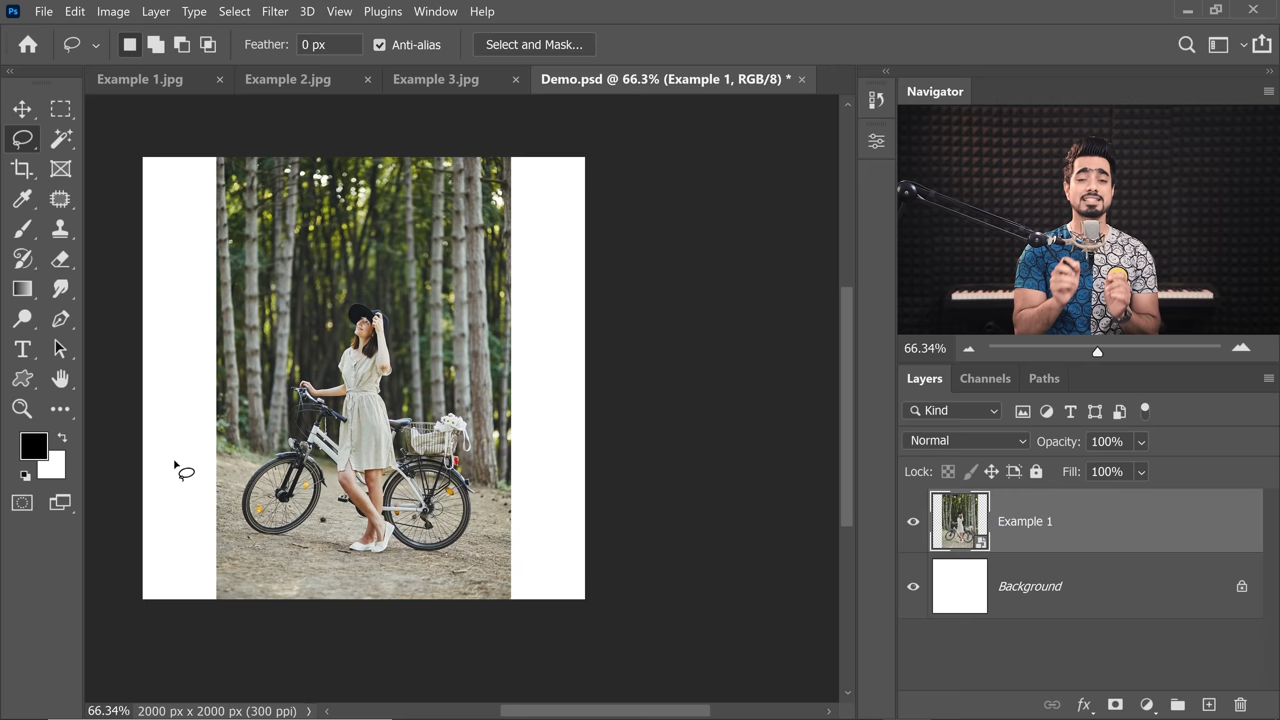 Ps File Edit Image Layer Type Select Filter 3D View Plugins Window Help
Feather: 0 px Anti-alias Select and Mask...
Example 1.jpg × Example 2.jpg × Example 3.jpg × Demo.psd @ 66.3% (Example 1, RGB/8) * ×
Navigator
66.34%
Layers Channels Paths
Kind
Normal Opacity: 100%
Lock: Fill: 100%
Example 1
Background
fx
66.34% 2000 px x 2000 px (300 ppi)